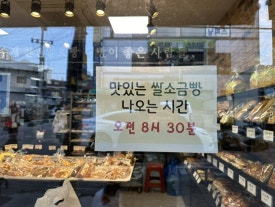 맛있는 쌀소금빵
나오는 시간
오전 8시 30분